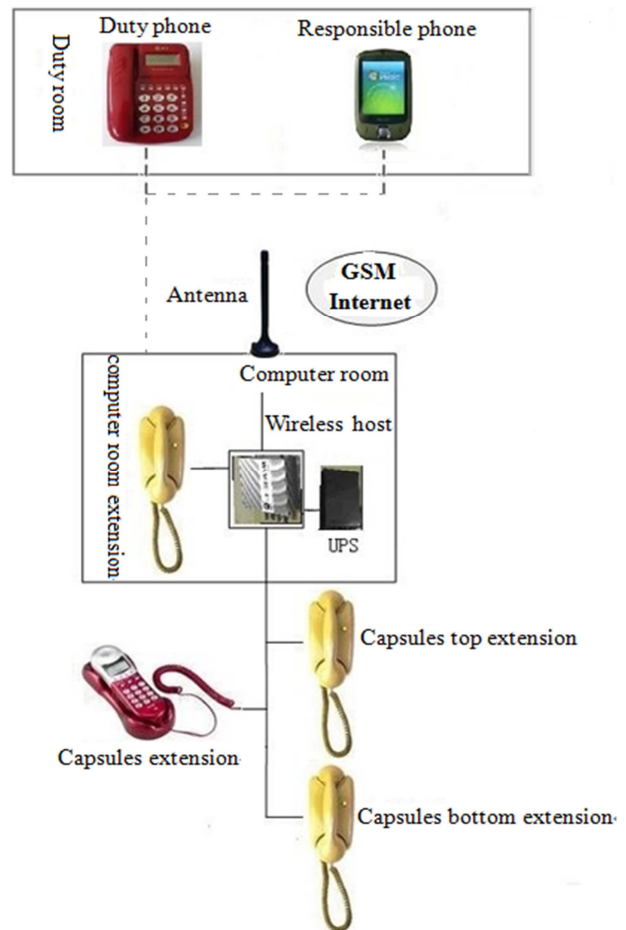 Duty phone
Responsible phone
Duty room
Antenna
GSM
Internet
computer room extension
Computer room
Wireless host
UPS
Capsules top extension
Capsules extension
Capsules bottom extension